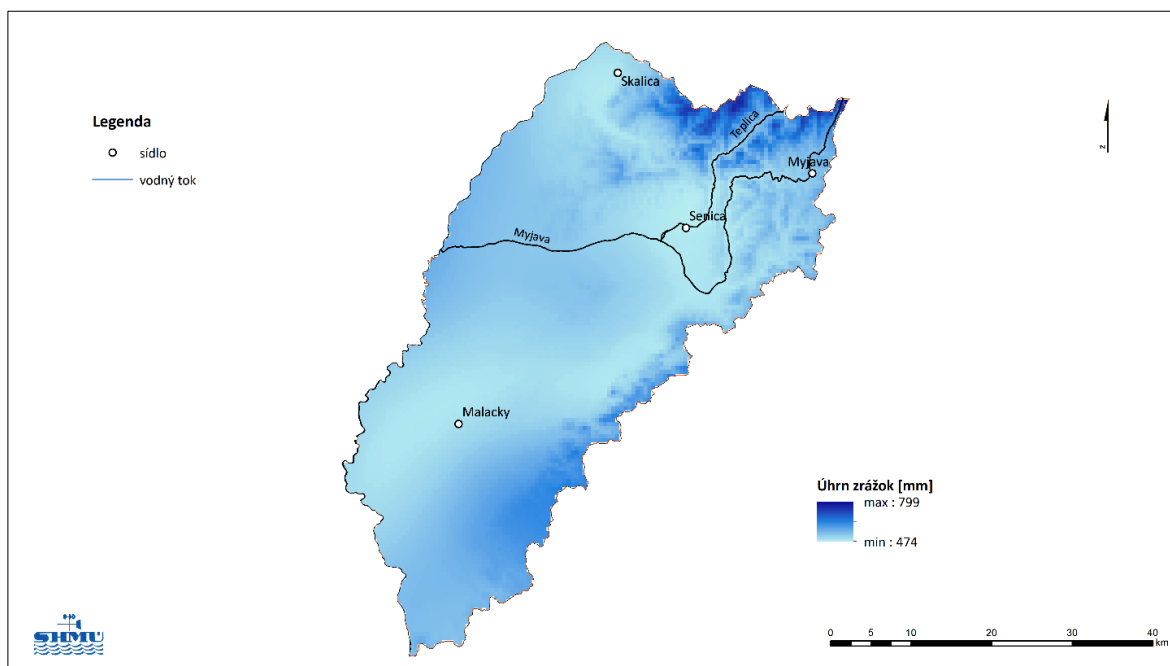 Legenda
sídlo
vodný tok
Skalica
Teplica
Myjava
Senica
Myjava
Malacky
Úhrn zrážok [mm]
max : 799
min : 474
z
SHMÚ
0 5 10 20 30 40
km